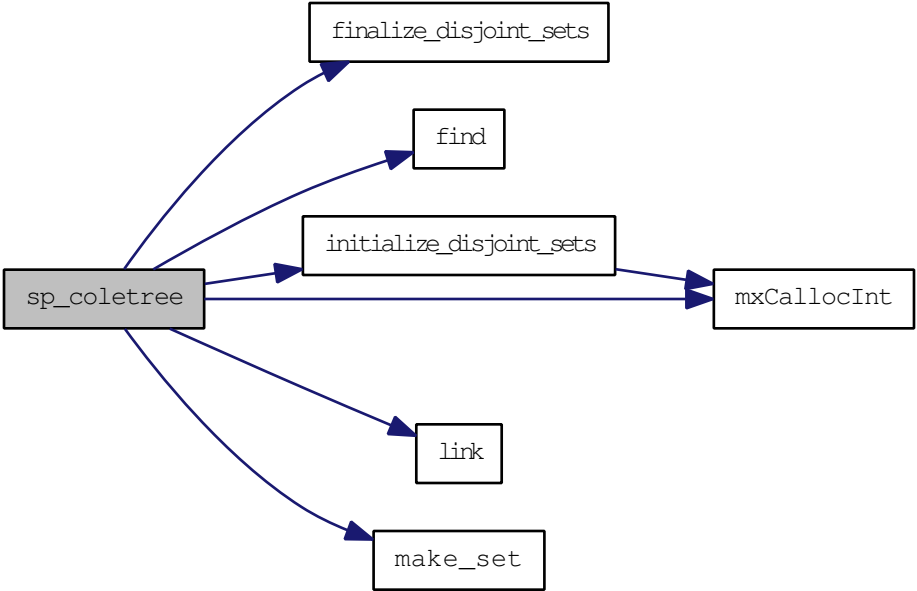 finalize_disjoint_sets
find
initialize_disjoint_sets
sp_coletree
mxCallocInt
link
make_set